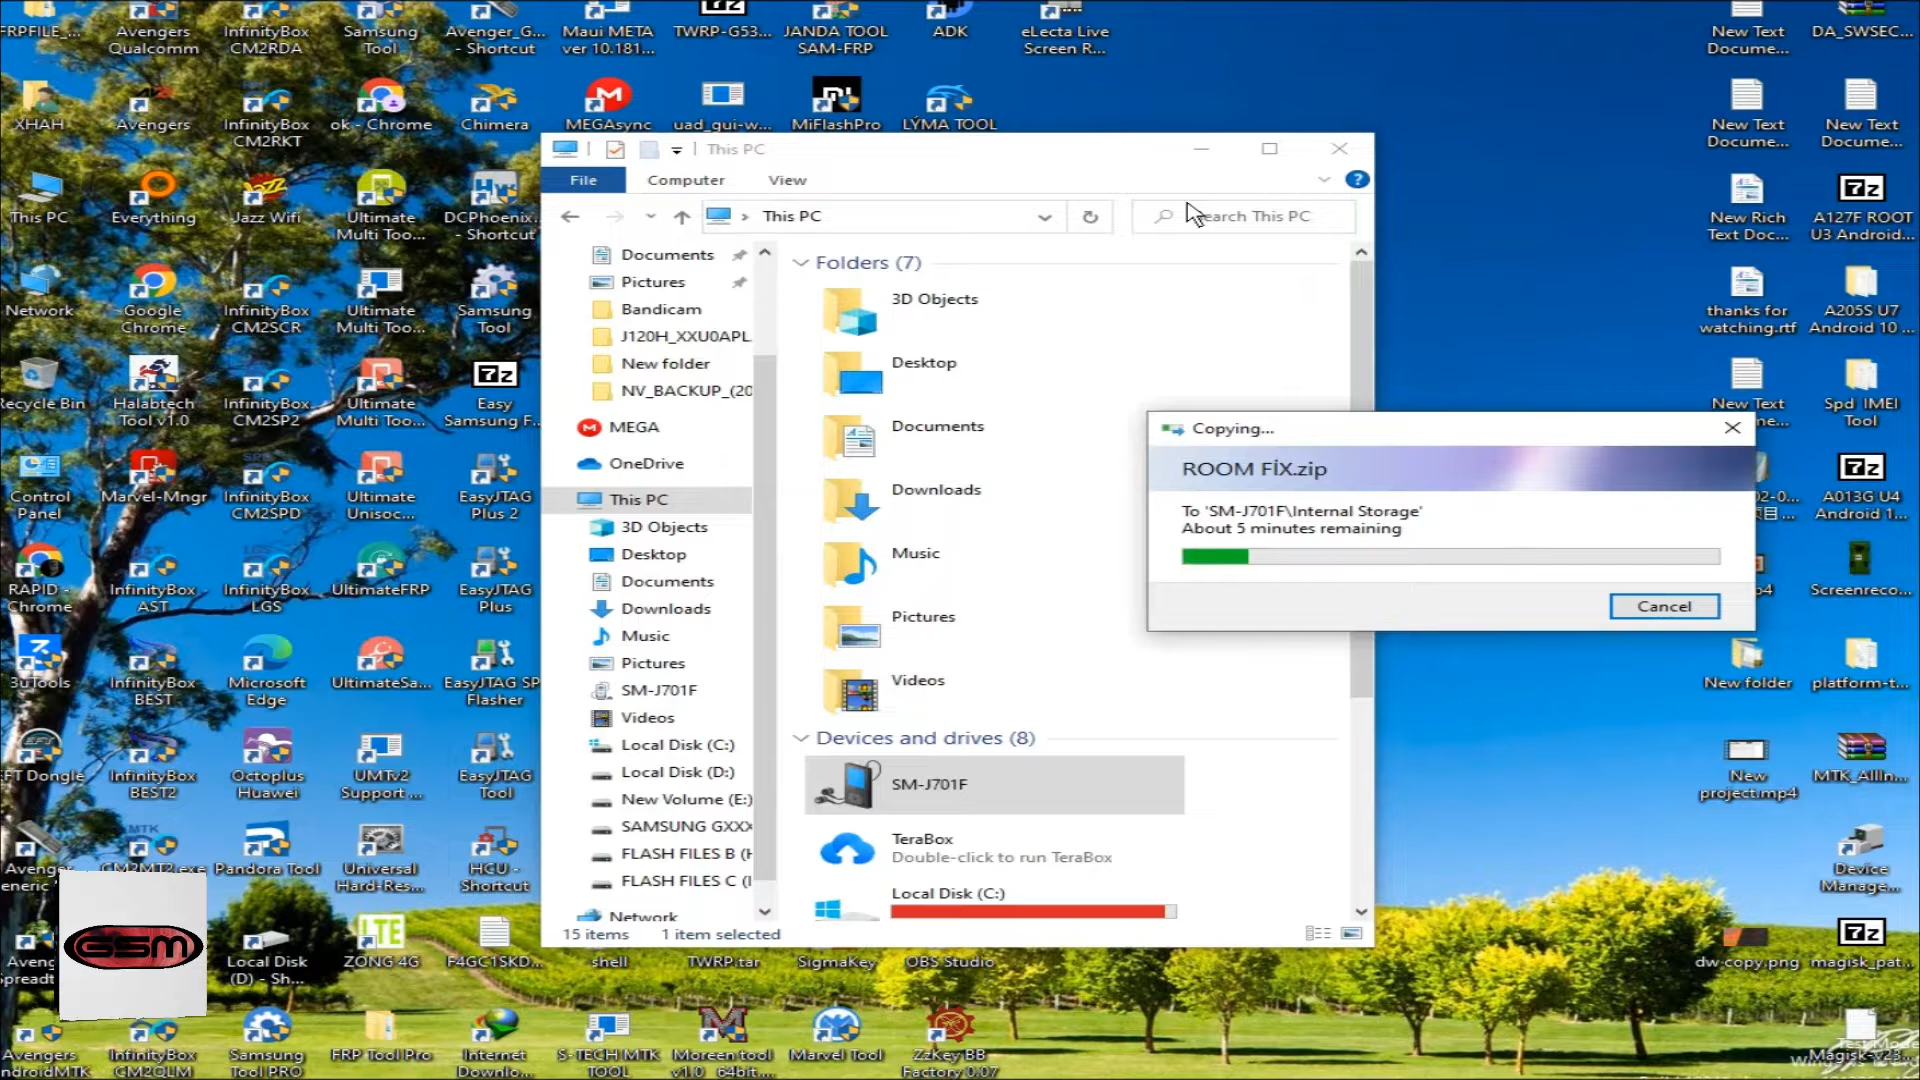 FRPFILE_...
Avengers
Qualcomm
InfinityBox
CM2RDA
Samsung
Tool
Avenger_G...
- Shortcut
Maui META
ver 10.181...
TWRP-G53...
JANDA TOOL
SAM-FRP
ADK
eLecta Live
Screen R...
New Text
Docume...
DA_SWSEC...
XHAH
Avengers
InfinityBox
CM2RKT
ok - Chrome
Chimera
MEGAsync
uad_gui-w...
MiFlashPro
LÝMA TOOL
New Text
Docume...
New Text
Docume...
This PC
Everything
Jazz Wifi
Ultimate
Multi Too...
DCPhoenix...
- Shortcut
New Rich
Text Doc...
A127F ROOT
U3 Android...
Network
Google
Chrome
InfinityBox
CM2SCR
Ultimate
Multi Too...
Samsung
Tool
thanks for
watching.rtf
A205S U7
Android 10 ...
Recycle Bin
Halabtech
Tool v1.0
InfinityBox
CM2SP2
Ultimate
Multi Too...
Easy
Samsung F...
New Text
Spd IMEI
Tool
Control
Panel
Marvel-Mngr
InfinityBox
CM2SPD
Ultimate
Unisoc...
EasyJTAG
Plus 2
A013G U4
Android 1...
RAPID -
Chrome
InfinityBox
AST
InfinityBox
LGS
UltimateFRP
EasyJTAG
Plus
Screenreco...
3uTools
InfinityBox
BEST
Microsoft
Edge
UltimateSa...
EasyJTAG SP
Flasher
New folder
platform-t...
EFT Dongle
InfinityBox
BEST2
Octoplus
Huawei
UMTv2
Support ...
EasyJTAG
Tool
New
project.mp4
MTK_AllIn...
Avenger
eneric
CM2MT2.exe
Pandora Tool
Universal
Hard-Res...
HCU -
Shortcut
Device
Manage...
GSM
Local Disk
(D) - Sh...
LTE
ZONG 4G
F4GC1SKD...
shell
TWRP.tar
SigmaKey
OBS Studio
dw copy.png
magisk_pat...
Avengers
ndroidMTK
InfinityBox
CM2QLM
Samsung
Tool PRO
FRP Tool Pro
Internet
Downlo...
S-TECH MTK
TOOL
Moreen tool
v1.0_64bit....
Marvel Tool
ZzKey BB
Factory 0.07
Test Mode
This PC
File
Computer
View
This PC
Search This PC
Documents
Pictures
Bandicam
J120H_XXU0APL
New folder
NV_BACKUP_(20
MEGA
OneDrive
This PC
3D Objects
Desktop
Documents
Downloads
Music
Pictures
SM-J701F
Videos
Local Disk (C:)
Local Disk (D:)
New Volume (E:)
SAMSUNG GXXX
FLASH FILES B (H
FLASH FILES C (I
Network
Folders (7)
3D Objects
Desktop
Documents
Downloads
Music
Pictures
Videos
Devices and drives (8)
SM-J701F
TeraBox
Double-click to run TeraBox
Local Disk (C:)
15 items
1 item selected
Copying...
ROOM FİX.zip
To 'SM-J701F\Internal Storage'
About 5 minutes remaining
Cancel